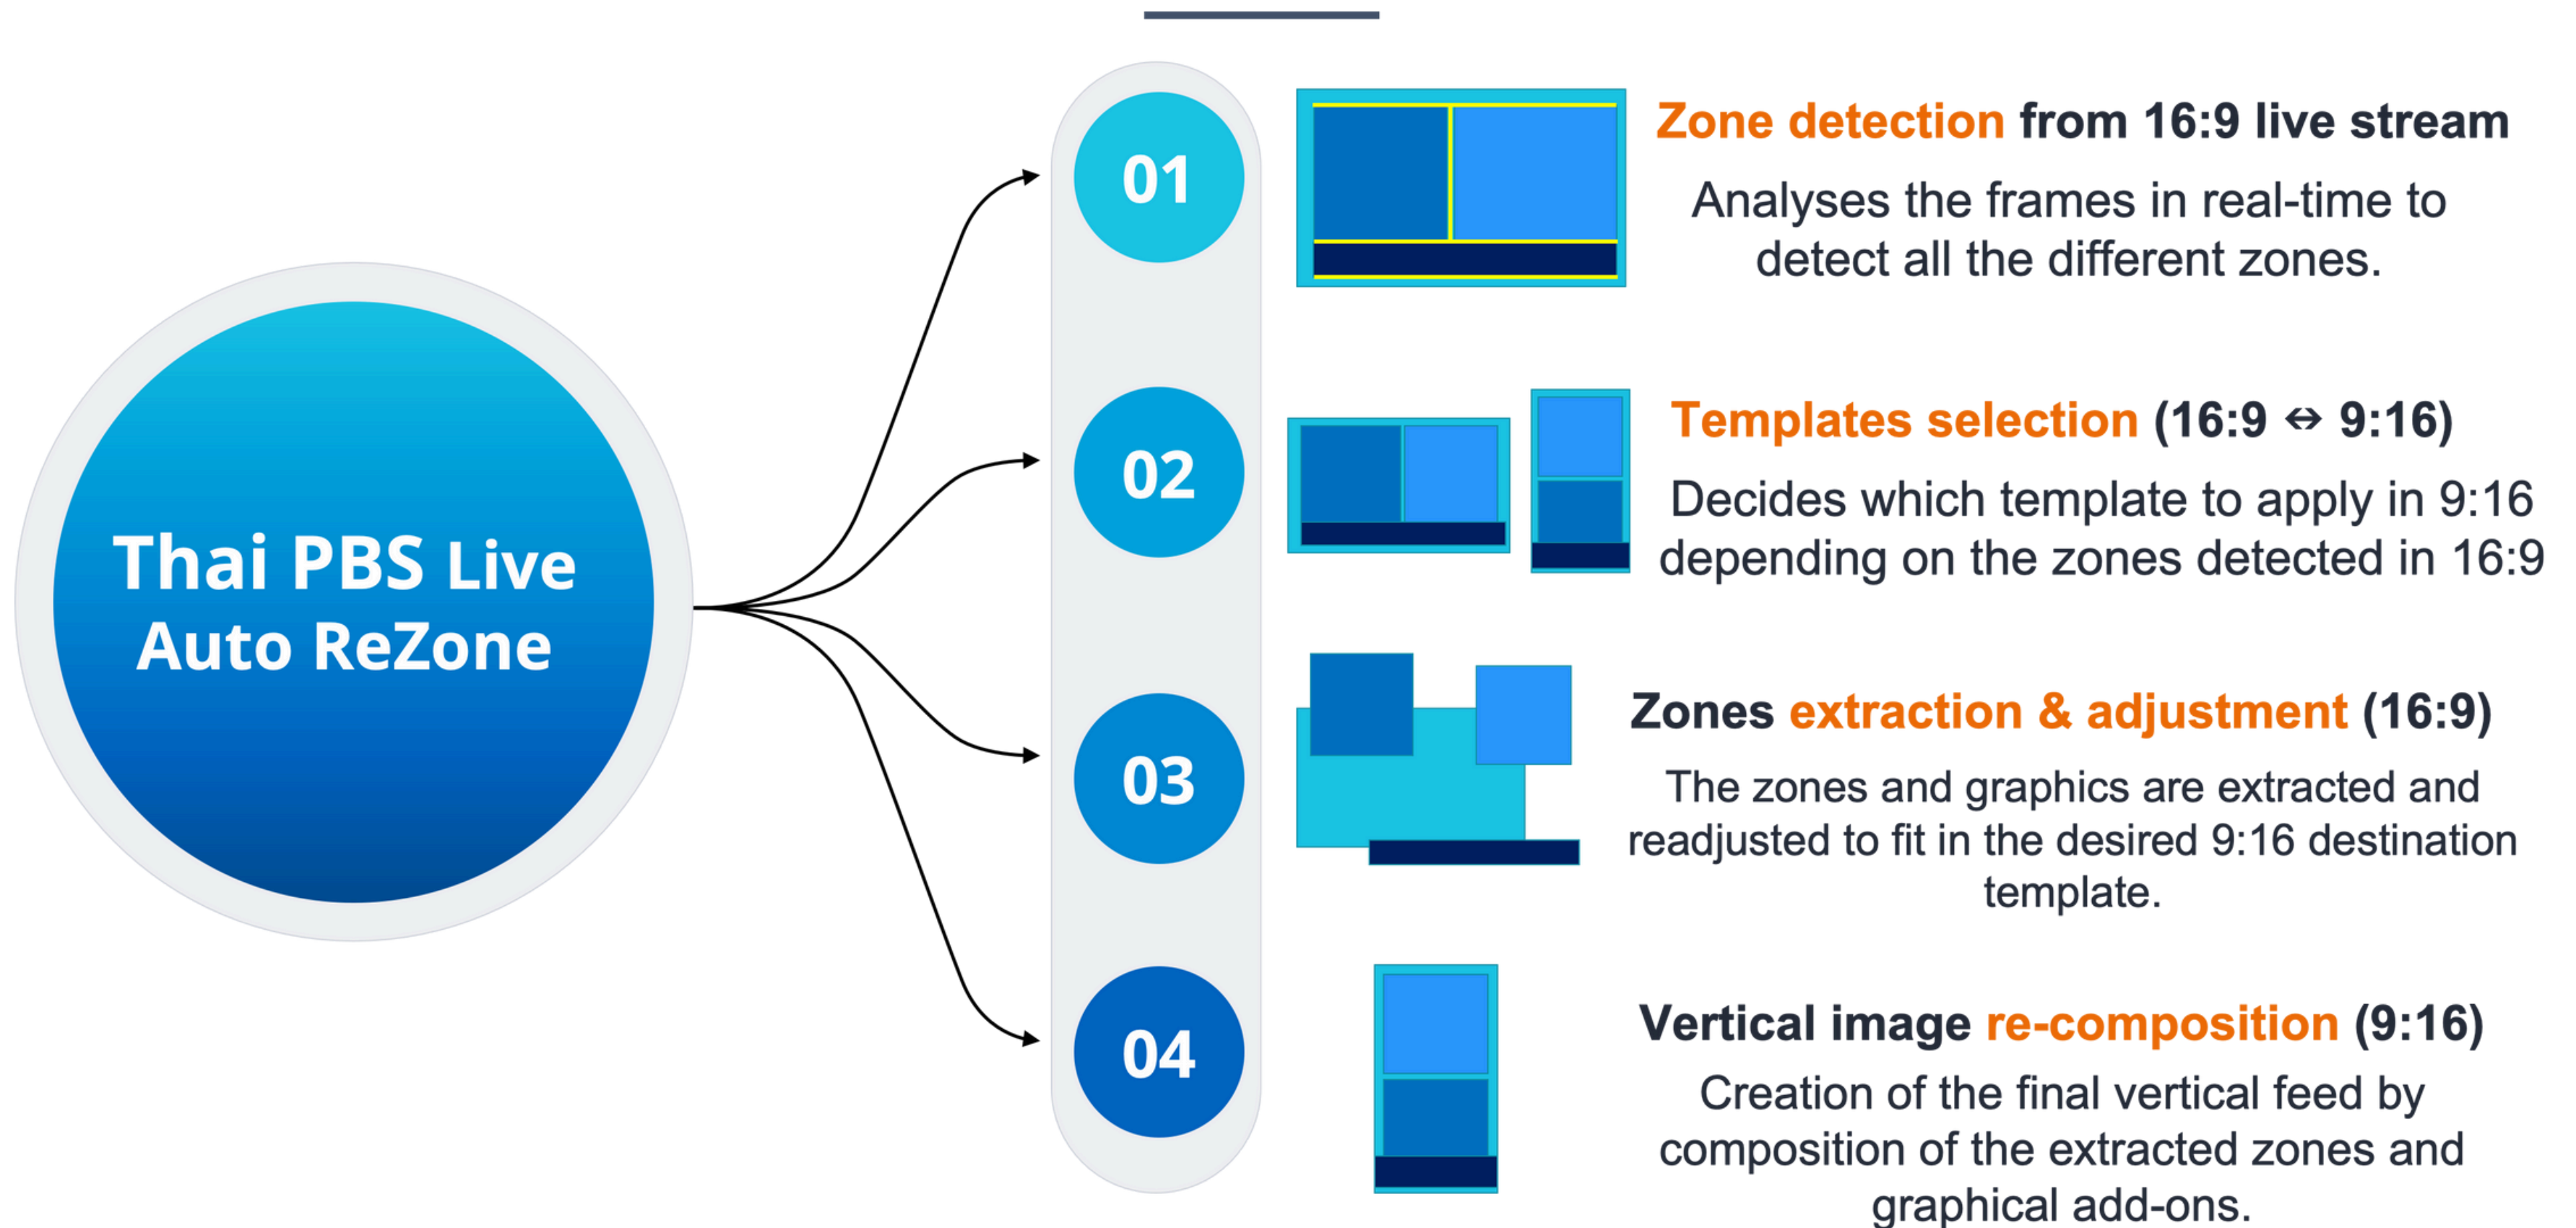 Thai PBS Live
Auto ReZone
01
Zone detection from 16:9 live stream
Analyses the frames in real-time to
detect all the different zones.
02
Templates selection (16:9 ⇔ 9:16)
Decides which template to apply in 9:16
depending on the zones detected in 16:9
03
Zones extraction & adjustment (16:9)
The zones and graphics are extracted and
readjusted to fit in the desired 9:16 destination
template.
04
Vertical image re-composition (9:16)
Creation of the final vertical feed by
composition of the extracted zones and
graphical add-ons.